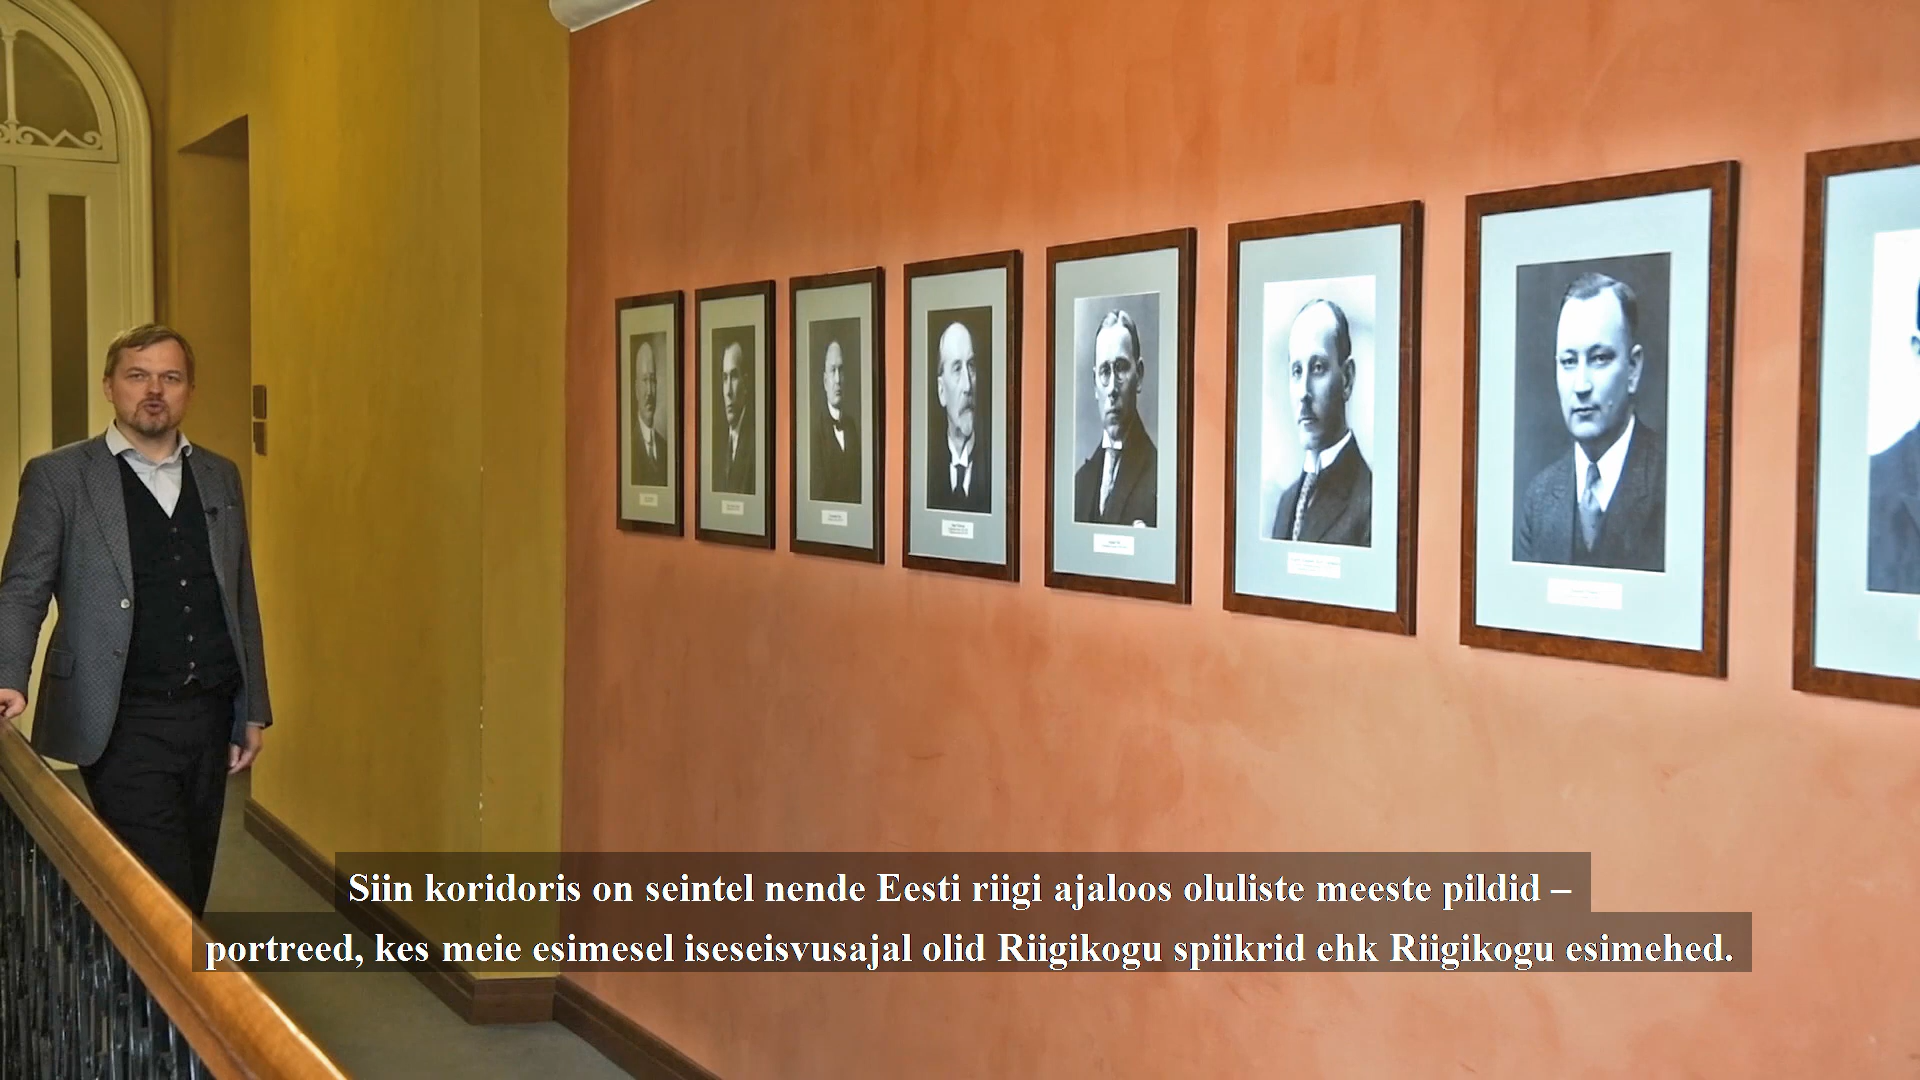 Siin koridoris on seintel nende Eesti riigi ajaloos oluliste meeste pildid –
portreed, kes meie esimesel iseseisvusajal olid Riigikogu spiikrid ehk Riigikogu esimehed.